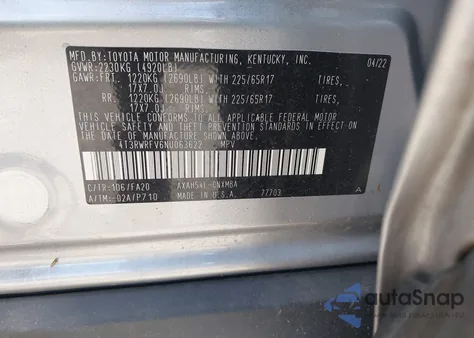 MFD. BY: TOYOTA MOTOR MANUFACTURING, KENTUCKY, INC. 04/22
GVWR: 2230KG (4920LB)
GAWR: FRT. 1220KG (2690LB) WITH 225/65R17 TIRES,
17X7.0J RIMS,
RR. 1220KG (2690LB) WITH 225/65R17 TIRES,
17X7.0J RIMS,
THIS VEHICLE CONFORMS TO ALL APPLICABLE FEDERAL MOTOR
VEHICLE SAFETY AND THEFT PREVENTION STANDARDS IN
EFFECT ON THE DATE OF MANUFACTURE SHOWN ABOVE.
4T3RWRFV6NU063622 MPV
C/TR: 1D6/FA20 AXAH54L-ANXMBA
A/TM: -02A/P710 MADE IN U.S.A. 77703 A
autoSnap